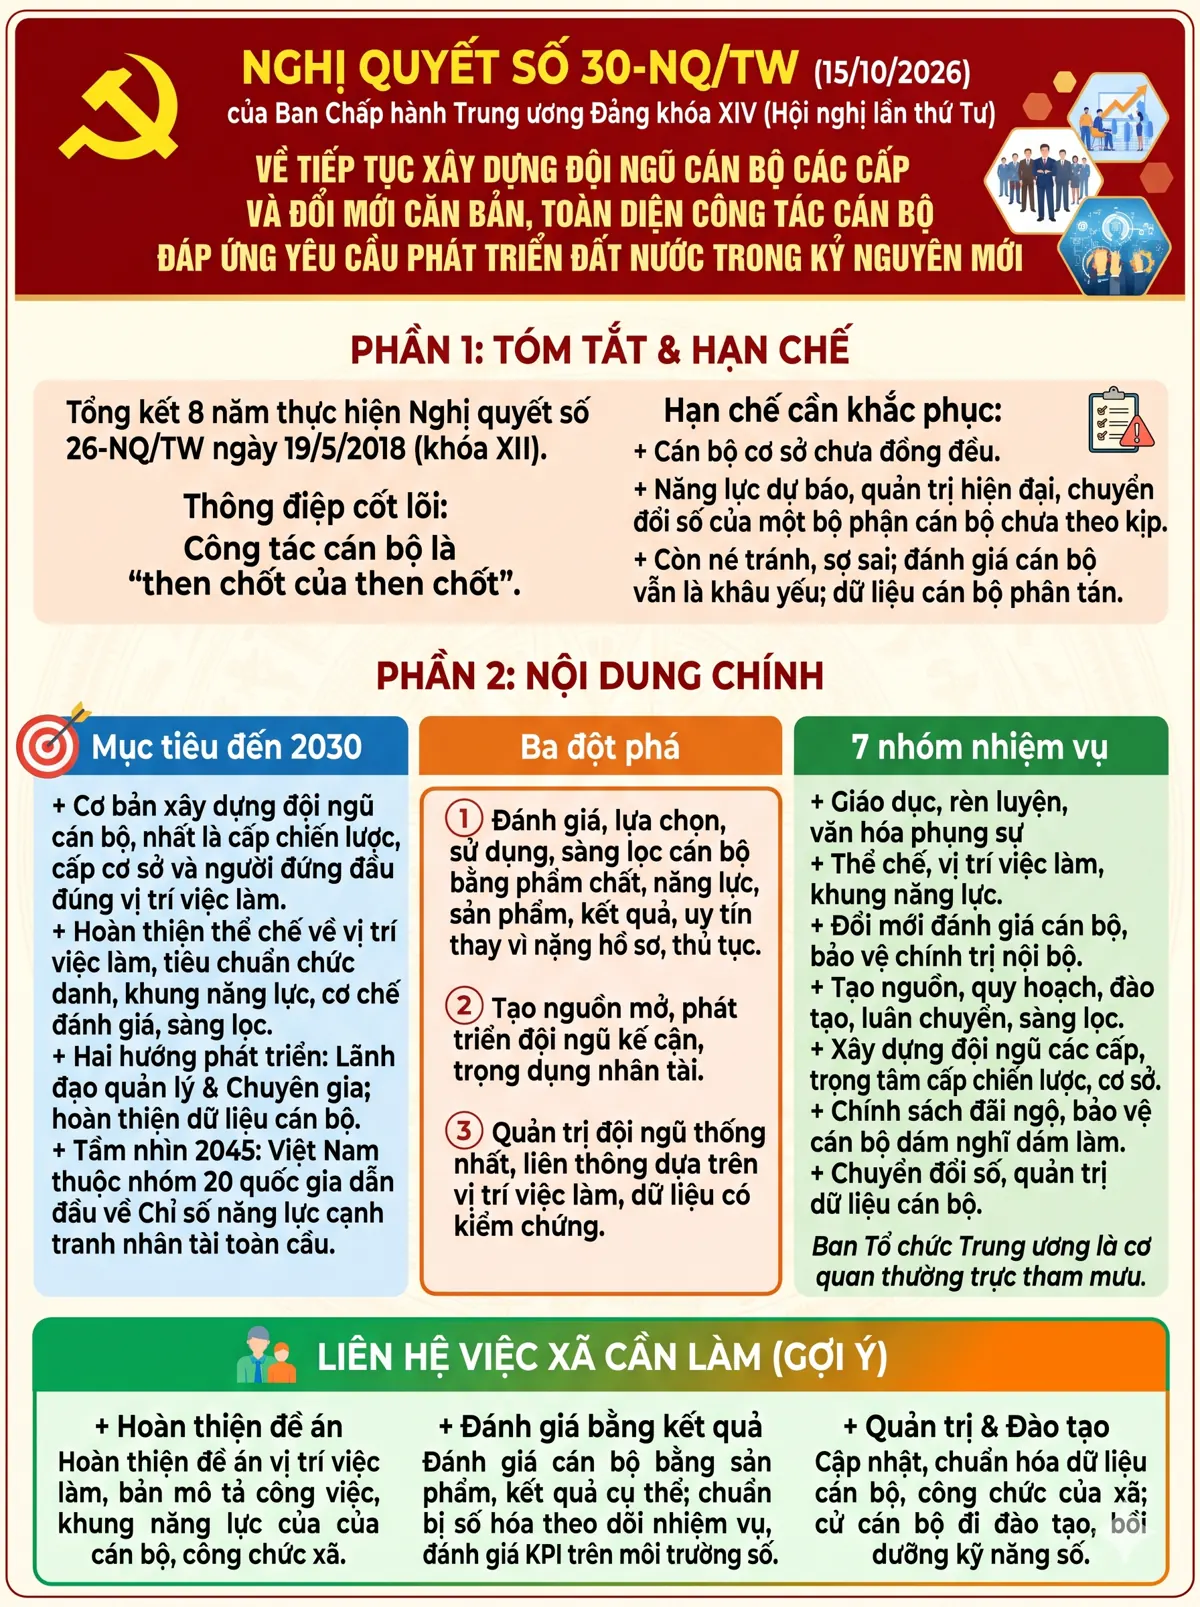 NGHỊ QUYẾT SỐ 30-NQ/TW (15/10/2026)
của Ban Chấp hành Trung ương Đảng khóa XIV (Hội nghị lần thứ Tư)
VỀ TIẾP TỤC XÂY DỰNG ĐỘI NGŨ CÁN BỘ CÁC CẤP
VÀ ĐỔI MỚI CĂN BẢN, TOÀN DIỆN CÔNG TÁC CÁN BỘ
ĐÁP ỨNG YÊU CẦU PHÁT TRIỂN ĐẤT NƯỚC TRONG KỶ NGUYÊN MỚI
PHẦN 1: TÓM TẮT & HẠN CHẾ
Tổng kết 8 năm thực hiện Nghị quyết số
26-NQ/TW ngày 19/5/2018 (khóa XII).
Thông điệp cốt lõi:
Công tác cán bộ là
“then chốt của then chốt”.
Hạn chế cần khắc phục:
+ Cán bộ cơ sở chưa đồng đều.
+ Năng lực dự báo, quản trị hiện đại, chuyển
đổi số của một bộ phận cán bộ chưa theo kịp.
+ Còn né tránh, sợ sai; đánh giá cán bộ
vẫn là khâu yếu; dữ liệu cán bộ phân tán.
PHẦN 2: NỘI DUNG CHÍNH
Mục tiêu đến 2030
+ Cơ bản xây dựng đội ngũ
cán bộ, nhất là cấp chiến lược,
cấp cơ sở và người đứng đầu
đúng vị trí việc làm.
+ Hoàn thiện thể chế về vị trí
việc làm, tiêu chuẩn chức
danh, khung năng lực, cơ chế
đánh giá, sàng lọc.
+ Hai hướng phát triển: Lãnh
đạo quản lý & Chuyên gia;
hoàn thiện dữ liệu cán bộ.
+ Tầm nhìn 2045: Việt Nam
thuộc nhóm 20 quốc gia dẫn
đầu về Chỉ số năng lực cạnh
tranh nhân tài toàn cầu.
Ba đột phá
1 Đánh giá, lựa chọn,
sử dụng, sàng lọc cán bộ
bằng phẩm chất, năng lực,
sản phẩm, kết quả, uy tín
thay vì nặng hồ sơ, thủ tục.
2 Tạo nguồn mở, phát
triển đội ngũ kế cận,
trọng dụng nhân tài.
3 Quản trị đội ngũ thống
nhất, liên thông dựa trên
vị trí việc làm, dữ liệu có
kiểm chứng.
7 nhóm nhiệm vụ
+ Giáo dục, rèn luyện,
văn hóa phụng sự
+ Thể chế, vị trí việc làm,
khung năng lực.
+ Đổi mới đánh giá cán bộ,
bảo vệ chính trị nội bộ.
+ Tạo nguồn, quy hoạch, đào
tạo, luân chuyển, sàng lọc.
+ Xây dựng đội ngũ các cấp,
trọng tâm cấp chiến lược, cơ sở.
+ Chính sách đãi ngộ, bảo vệ
cán bộ dám nghĩ dám làm.
+ Chuyển đổi số, quản trị
dữ liệu cán bộ.
Ban Tổ chức Trung ương là cơ
quan thường trực tham mưu.
LIÊN HỆ VIỆC XÃ CẦN LÀM (GỢI Ý)
+ Hoàn thiện đề án
Hoàn thiện đề án vị trí việc
làm, bản mô tả công việc,
khung năng lực của của
cán bộ, công chức xã.
+ Đánh giá bằng kết quả
Đánh giá cán bộ bằng sản
phẩm, kết quả cụ thể; chuẩn
bị số hóa theo dõi nhiệm vụ,
đánh giá KPI trên môi trường số.
+ Quản trị & Đào tạo
Cập nhật, chuẩn hóa dữ liệu
cán bộ, công chức của xã;
cử cán bộ đi đào tạo, bồi
dưỡng kỹ năng số.